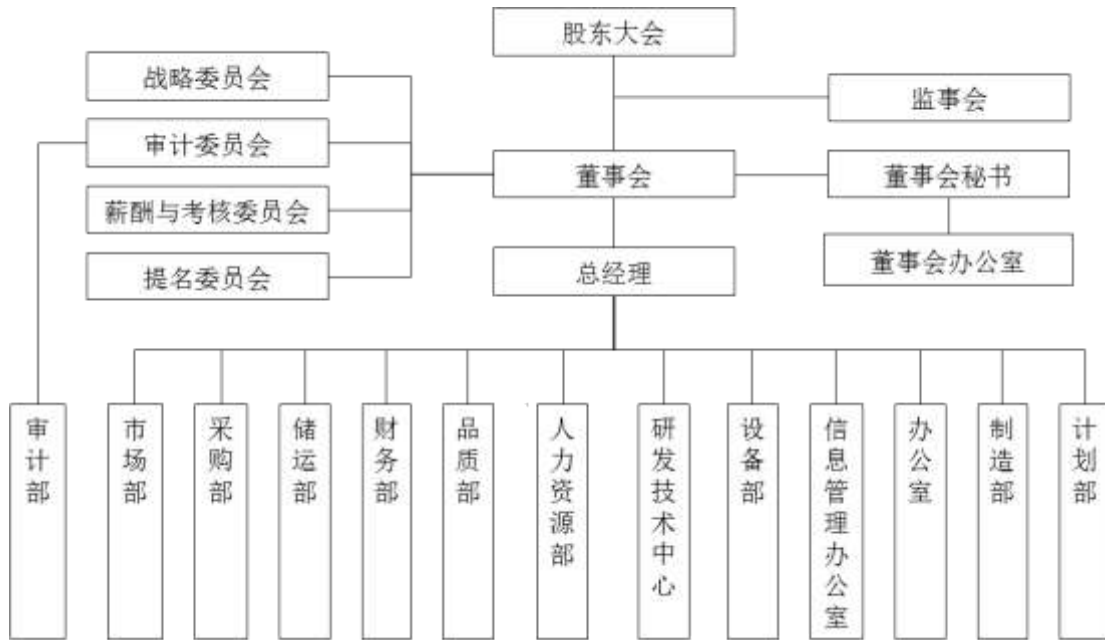 股东大会
战略委员会
监事会
审计委员会
董事会
董事会秘书
薪酬与考核委员会
董事会办公室
提名委员会
总经理
审计部
市场部
采购部
储运部
财务部
品质部
人力资源部
研发技术中心
设备部
信息管理办公室
办公室
制造部
计划部